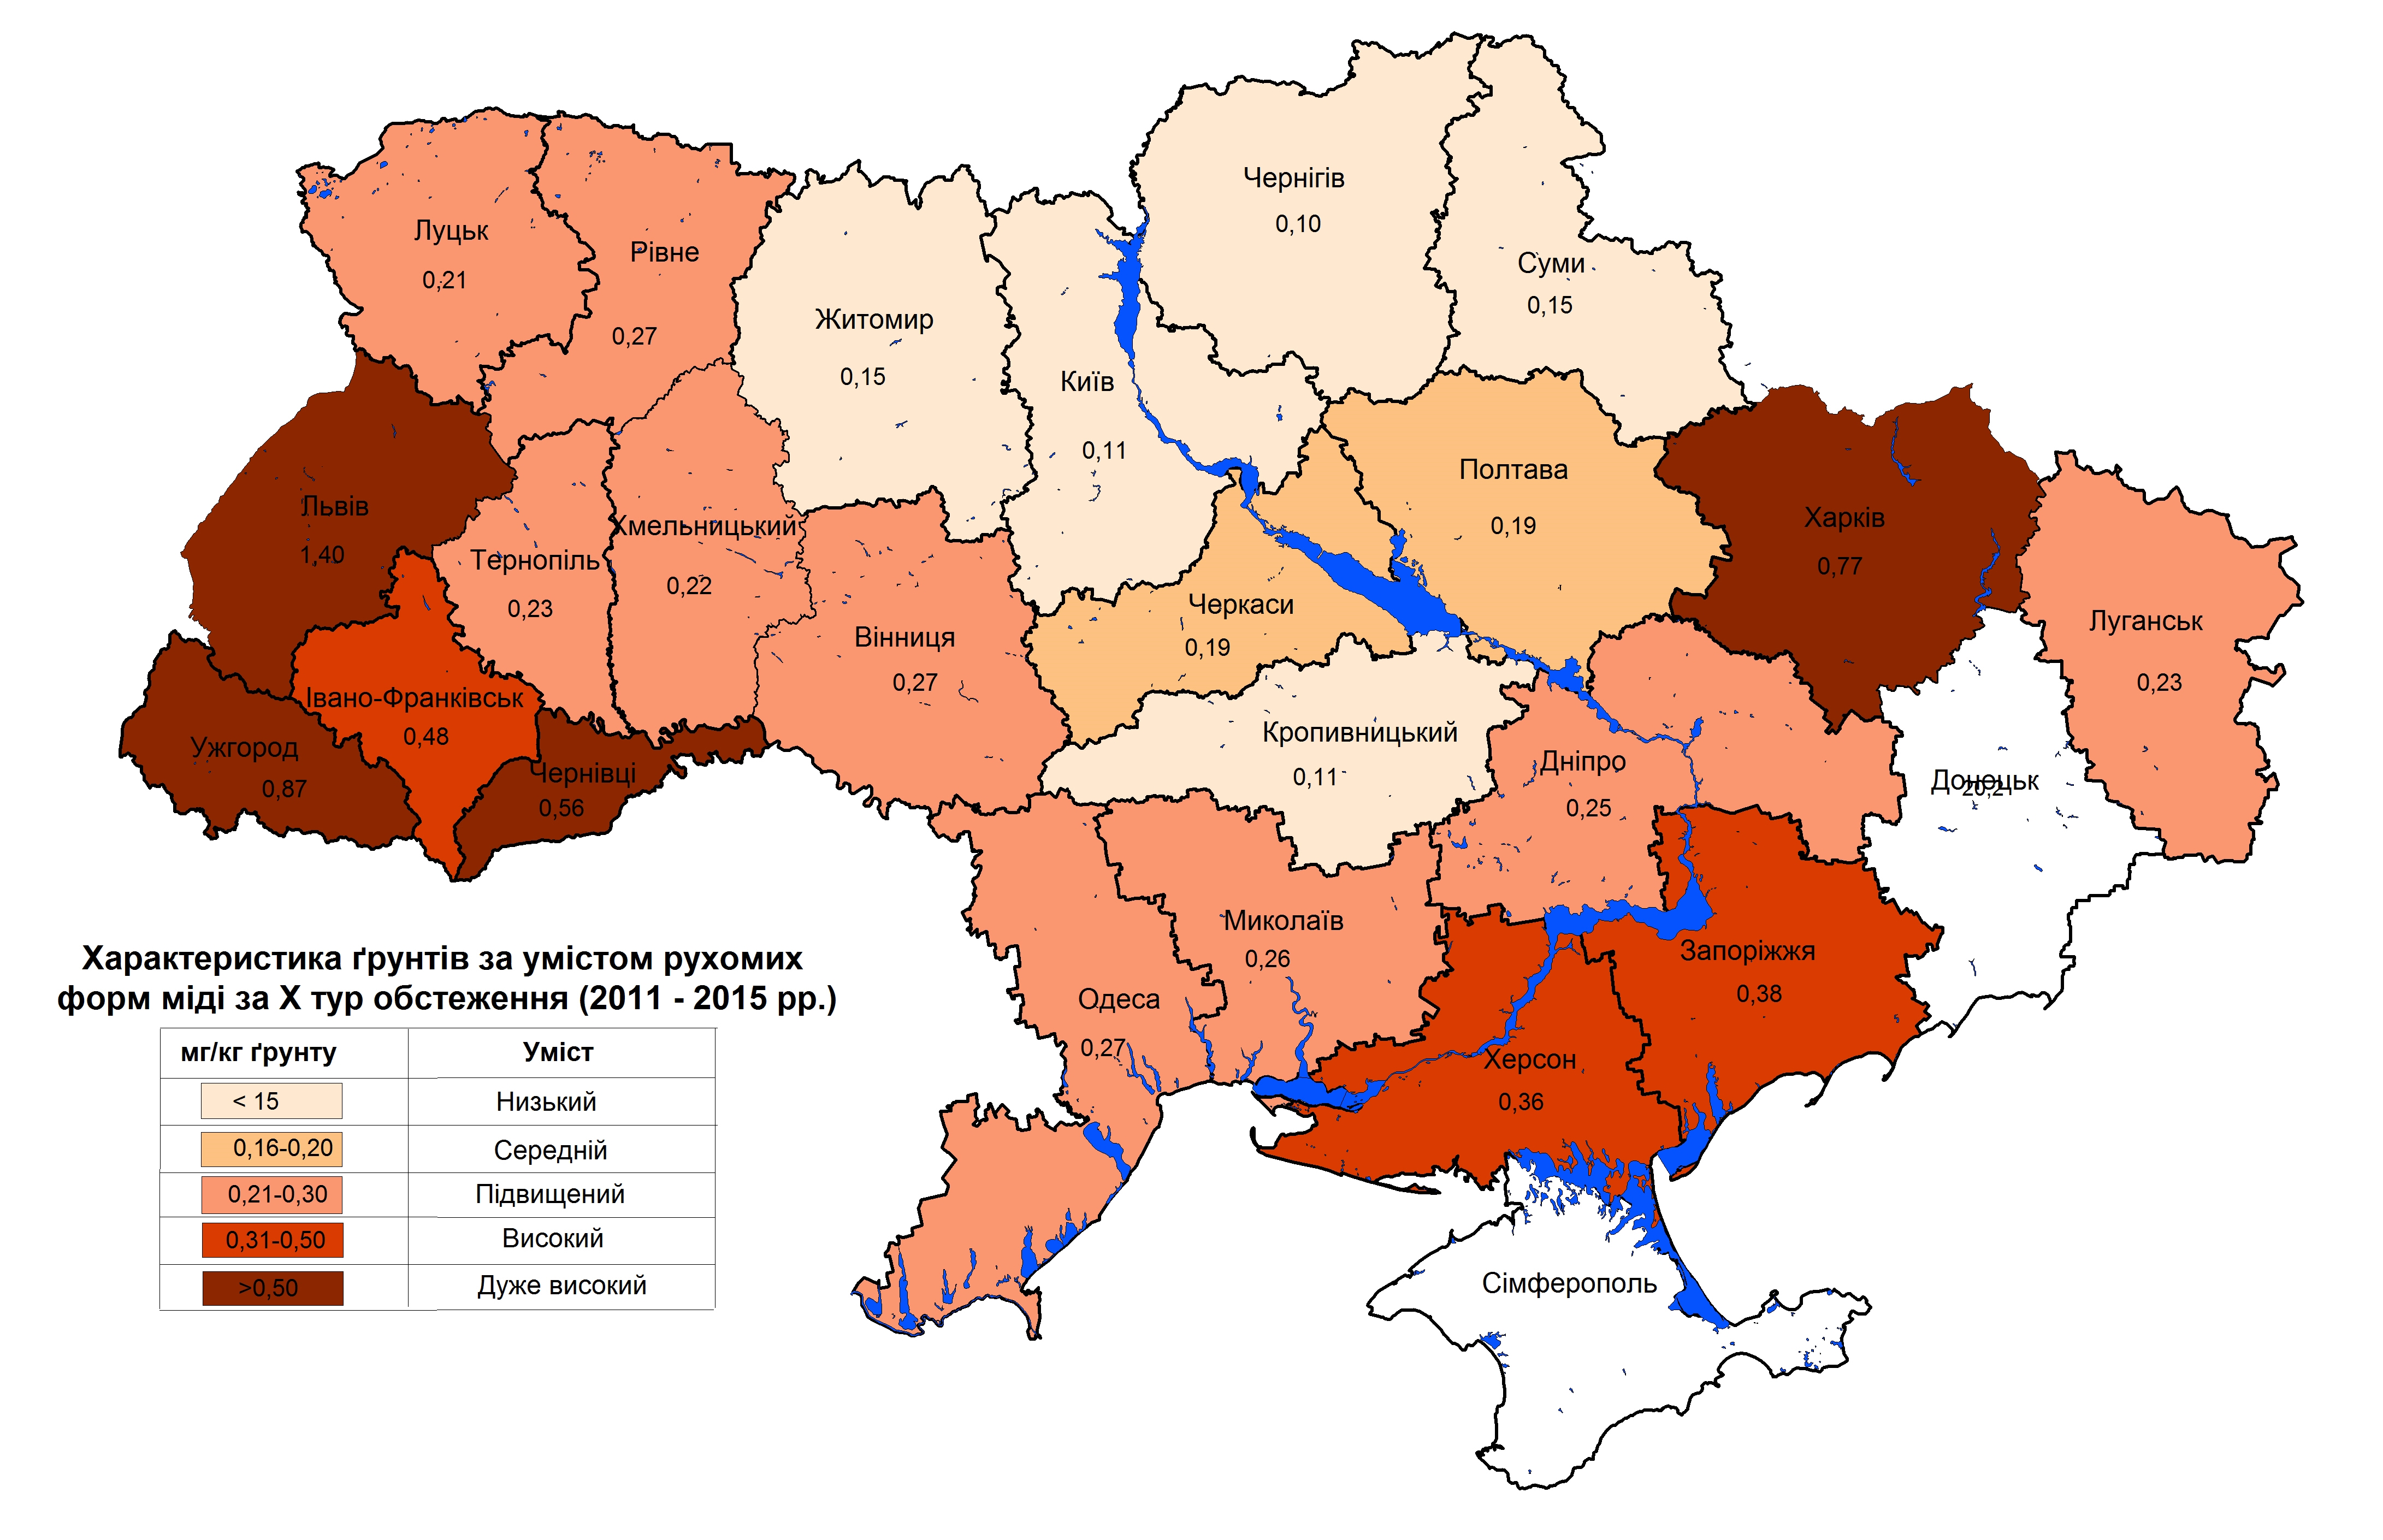 Чернігів
0,10
Суми
0,15
Луцьк
0,21
Рівне
0,27
Житомир
0,15
Київ
0,11
Полтава
0,19
Харків
0,77
Львів
1,40
Тернопіль
0,23
Хмельницький
0,22
Вінниця
0,27
Черкаси
0,19
Луганськ
0,23
Івано-Франківськ
0,48
Ужгород
0,87
Чернівці
0,56
Кропивницький
0,11
Дніпро
0,25
Донецьк
Миколаїв
0,26
Одеса
0,27
Запоріжжя
0,38
Херсон
0,36
Сімферополь
Характеристика ґрунтів за умістом рухомих
форм міді за X тур обстеження (2011 - 2015 рр.)
мг/кг ґрунту Уміст
< 15 Низький
0,16-0,20 Середній
0,21-0,30 Підвищений
0,31-0,50 Високий
>0,50 Дуже високий